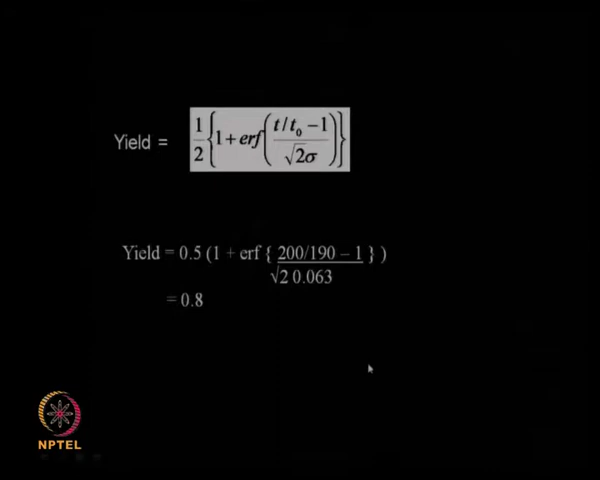 Yield = 1/2 {1 + erf((t/t₀ − 1)/(√2σ))}
Yield = 0.5 (1 + erf { 200/190 – 1 } )
√2 0.063
= 0.8
NPTEL